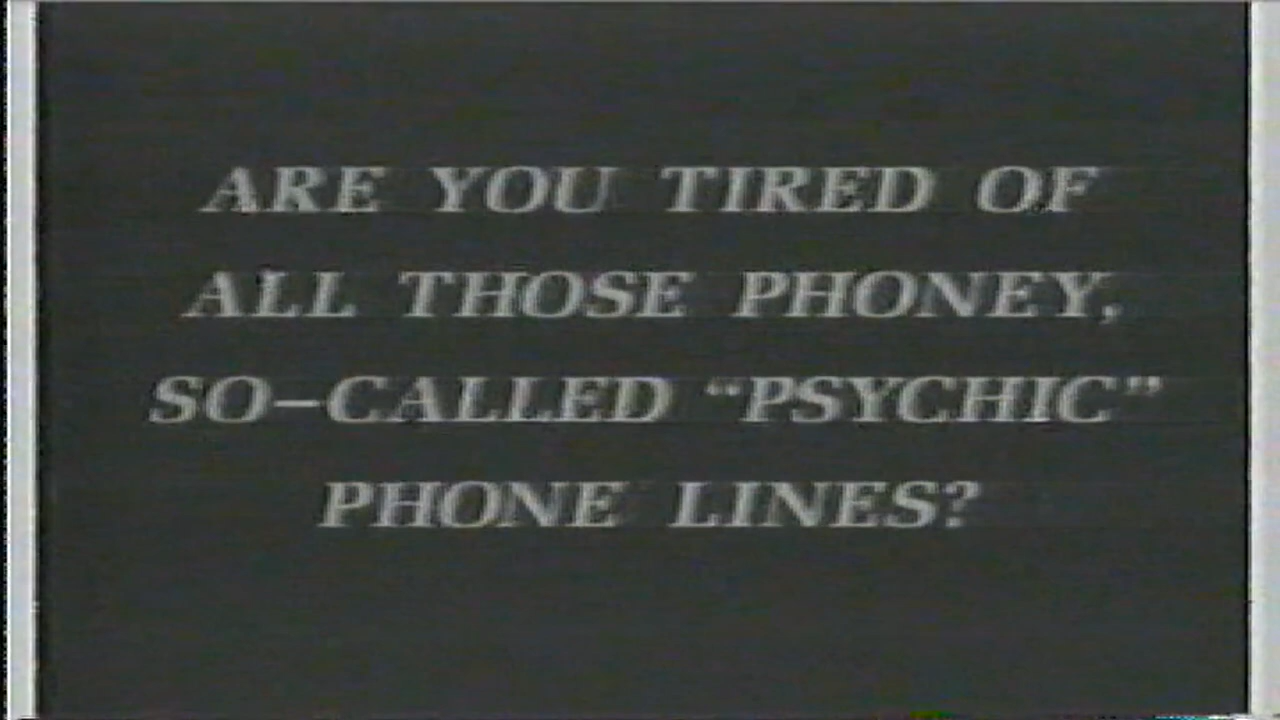 ARE YOU TIRED OF
ALL THOSE PHONEY,
SO–CALLED “PSYCHIC”
PHONE LINES?